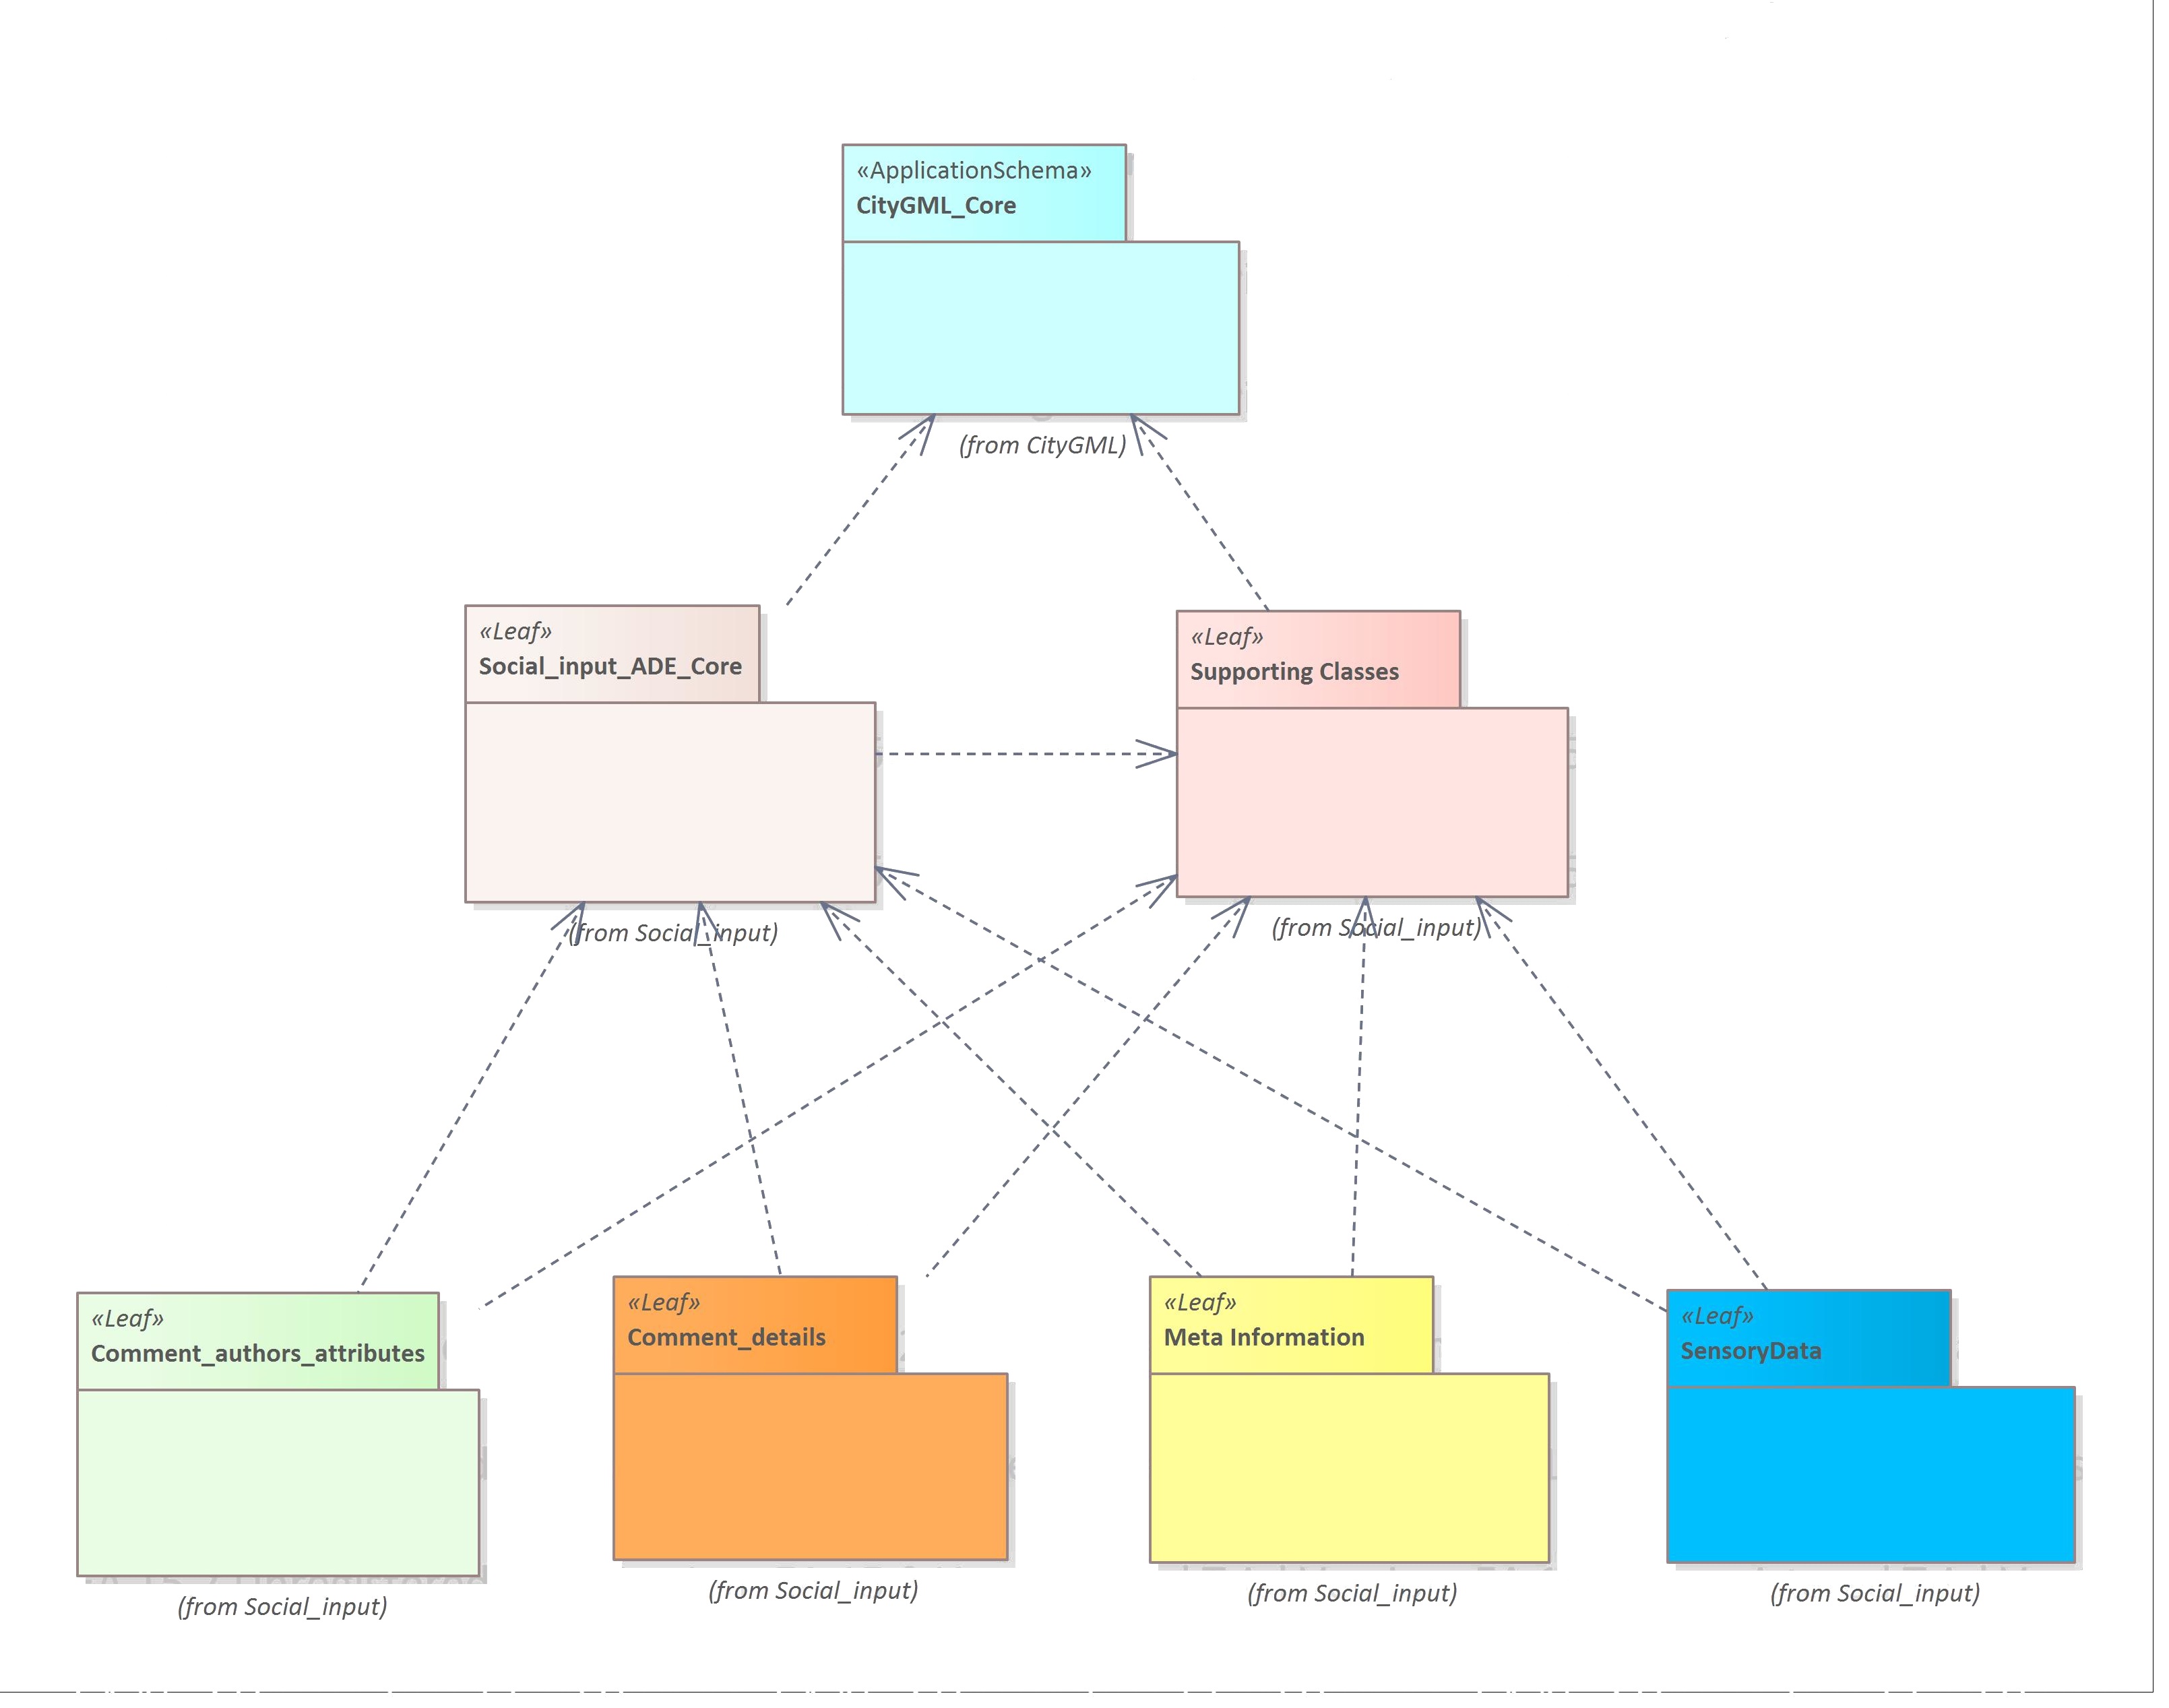 «ApplicationSchema»
CityGML_Core
(from CityGML)
«Leaf»
Social_input_ADE_Core
(from Social_input)
«Leaf»
Supporting Classes
(from Social_input)
«Leaf»
Comment_authors_attributes
(from Social_input)
«Leaf»
Comment_details
(from Social_input)
«Leaf»
Meta Information
(from Social_input)
«Leaf»
SensoryData
(from Social_input)